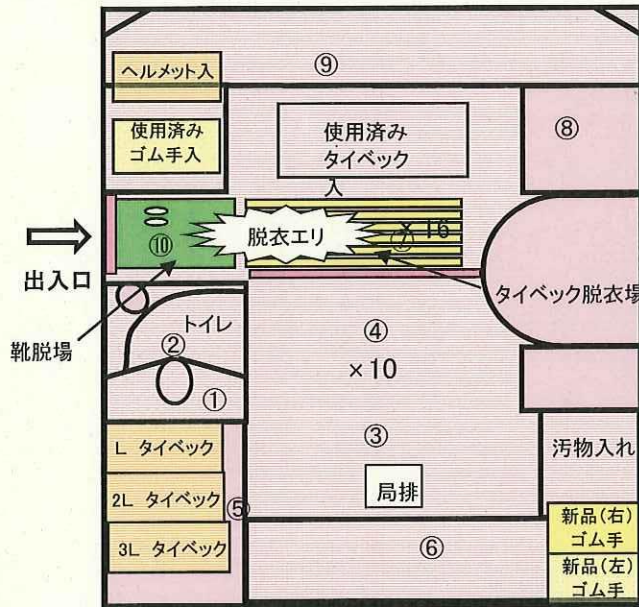 ⑨
ヘルメット入
使用済み
ゴム手入
使用済み
タイベック
入
⑧
⑩
脱衣エリ
⑦
× 16
出入口
タイベック脱衣場
靴脱場
トイレ
②
①
④
×10
③
局排
L タイベック
2L タイベック
3L タイベック
⑤
⑥
汚物入れ
新品(右)
ゴム手
新品(左)
ゴム手